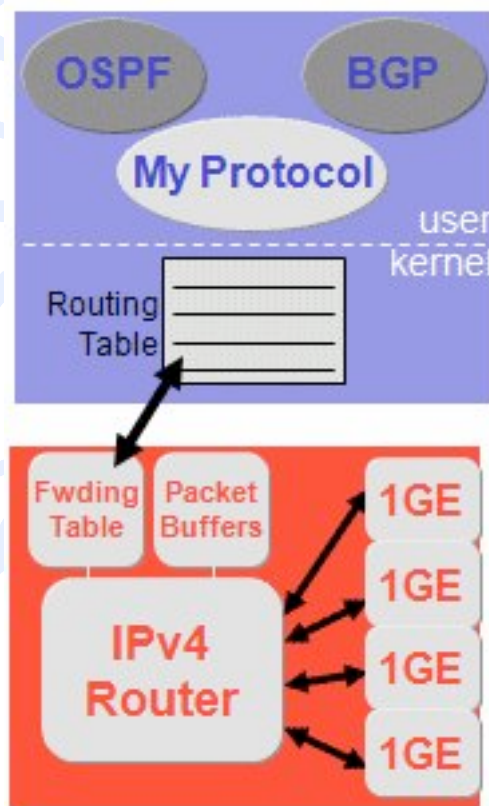 OSPF
BGP
My Protocol
user
kernel
Routing
Table
Fwding
Table
Packet
Buffers
IPv4
Router
1GE
1GE
1GE
1GE